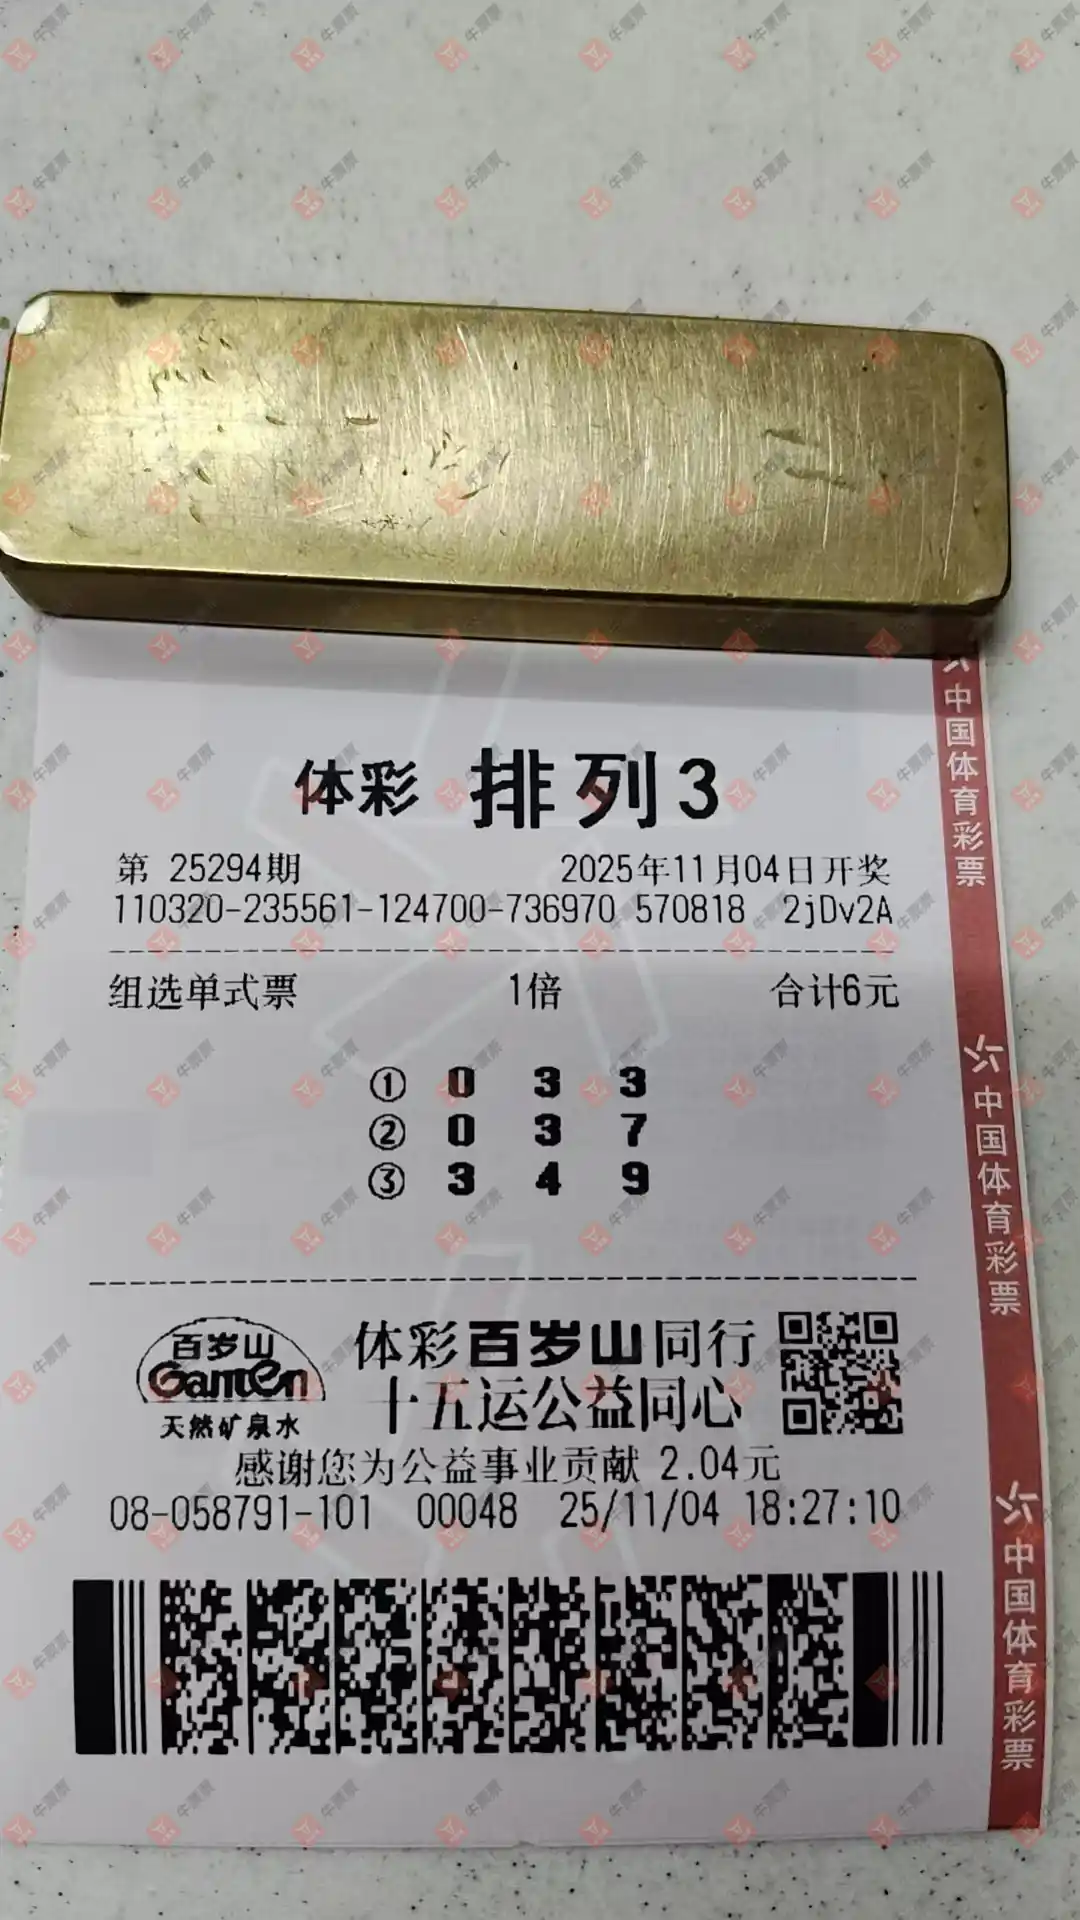 体彩 排列3
第 25294期 2025年11月04日开奖
110320-235561-124700-736970 570818 2jDv2A
组选单式票 1倍 合计6元
① 0 3 3
② 0 3 7
③ 3 4 9
百岁山
Ganten
天然矿泉水
体彩百岁山同行
十五运公益同心
感谢您为公益事业贡献 2.04元
08-058791-101 00048 25/11/04 18:27:10
中国体育彩票
中国体育彩票
中国体育彩票
牛票票